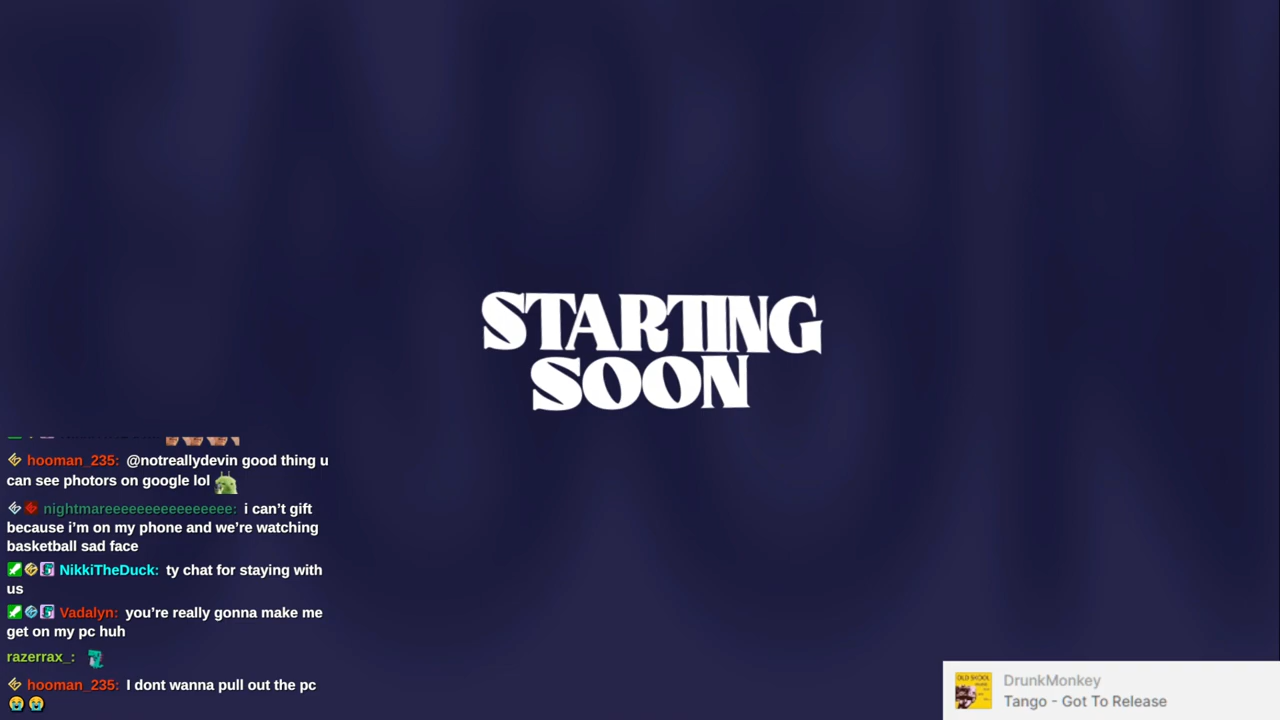 STARTING
SOON
hooman_235: @notreallydevin good thing u
can see photors on google lol
nightmareeeeeeeeeeeeeeee: i can't gift
because i'm on my phone and we're watching
basketball sad face
NikkiTheDuck: ty chat for staying with
us
Vadalyn: you're really gonna make me
get on my pc huh
razerrax_:
hooman_235: I dont wanna pull out the pc
OLD SKOOL
DrunkMonkey
Tango - Got To Release